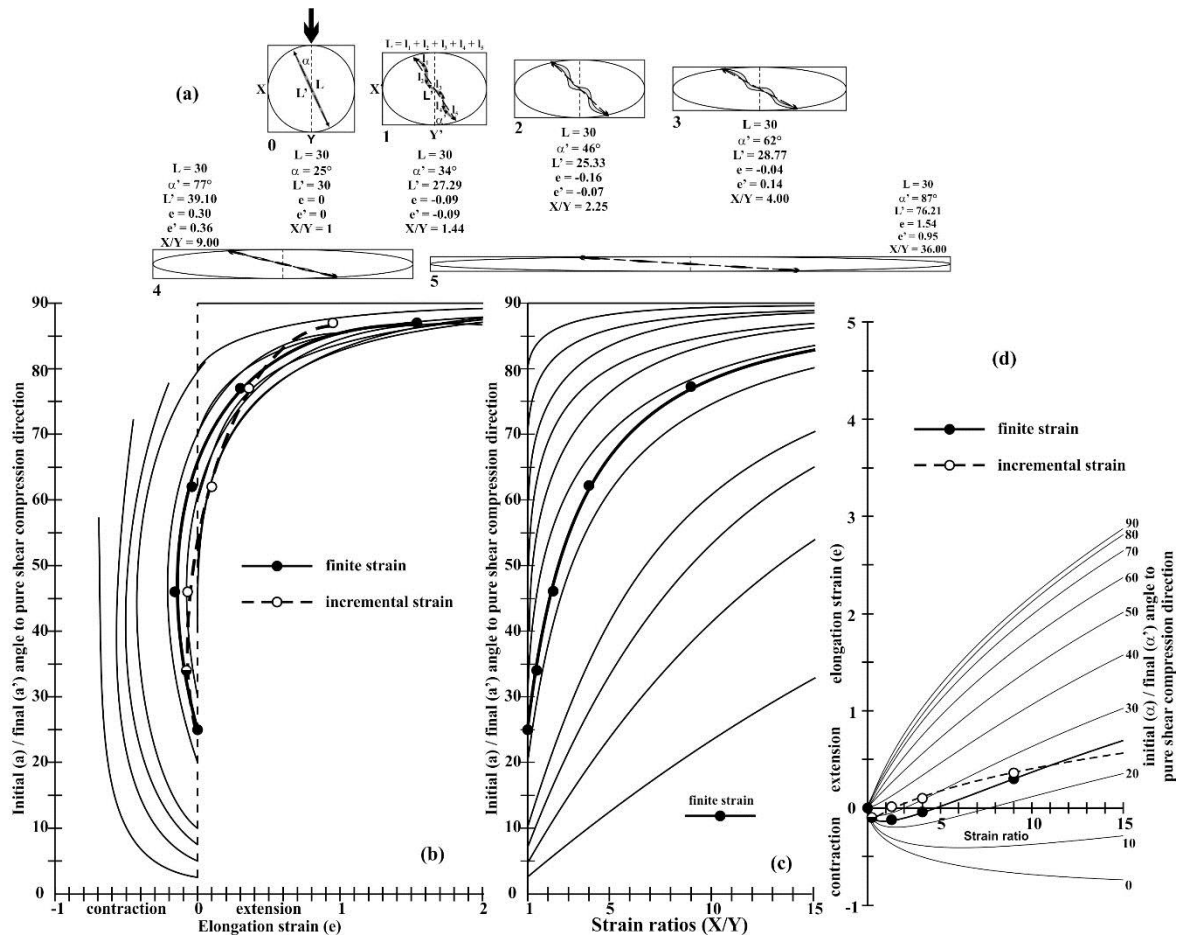 (a)
X
α
L
L'
Y
0
L = l₁ + l₂ + l₃ + l₄ + l₅
X'
L'
α'
Y'
1
2
3
L = 30
α' = 77°
L' = 39.10
e = 0.30
e' = 0.36
X/Y = 9.00
L = 30
α = 25°
L' = 30
e = 0
e' = 0
X/Y = 1
L = 30
α' = 34°
L' = 27.29
e = -0.09
e' = -0.09
X/Y = 1.44
L = 30
α' = 46°
L' = 25.33
e = -0.16
e' = -0.07
X/Y = 2.25
L = 30
α' = 62°
L' = 28.77
e = -0.04
e' = 0.14
X/Y = 4.00
L = 30
α' = 87°
L' = 76.21
e = 1.54
e' = 0.95
X/Y = 36.00
4
5
Initial (a) / final (a') angle to pure shear compression direction
90
80
70
60
50
40
30
20
10
0
finite strain
incremental strain
(b)
-1
0
1
2
contraction
extension
Elongation strain (e)
Initial (a) / final (a') angle to pure shear compression direction
90
80
70
60
50
40
30
20
10
0
finite strain
(c)
1
5
10
15
Strain ratios (X/Y)
(d)
finite strain
incremental strain
5
4
3
2
1
0
-1
elongation strain (e)
extension
contraction
5
10
15
Strain ratio
90
80
70
60
50
40
30
20
10
0
initial (α) / final (α') angle to
pure shear compression direction